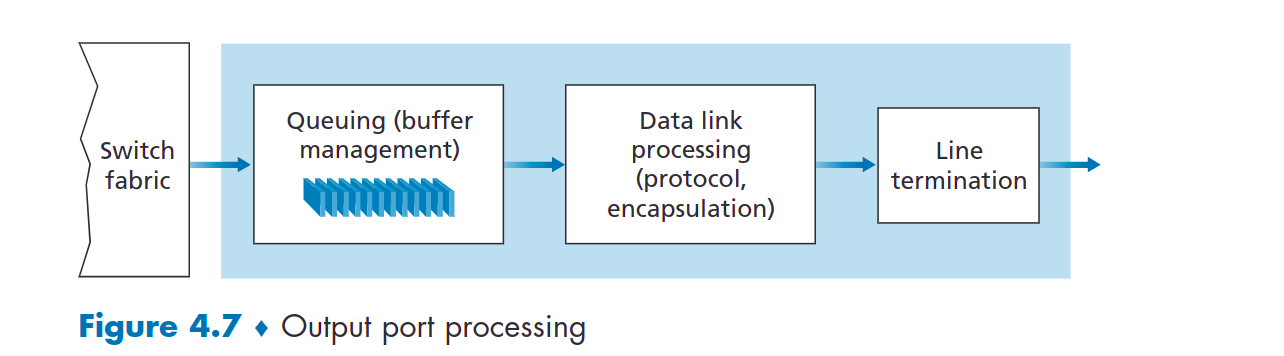 Switch
fabric
Queuing (buffer
management)
Data link
processing
(protocol,
encapsulation)
Line
termination
Figure 4.7 ♦ Output port processing